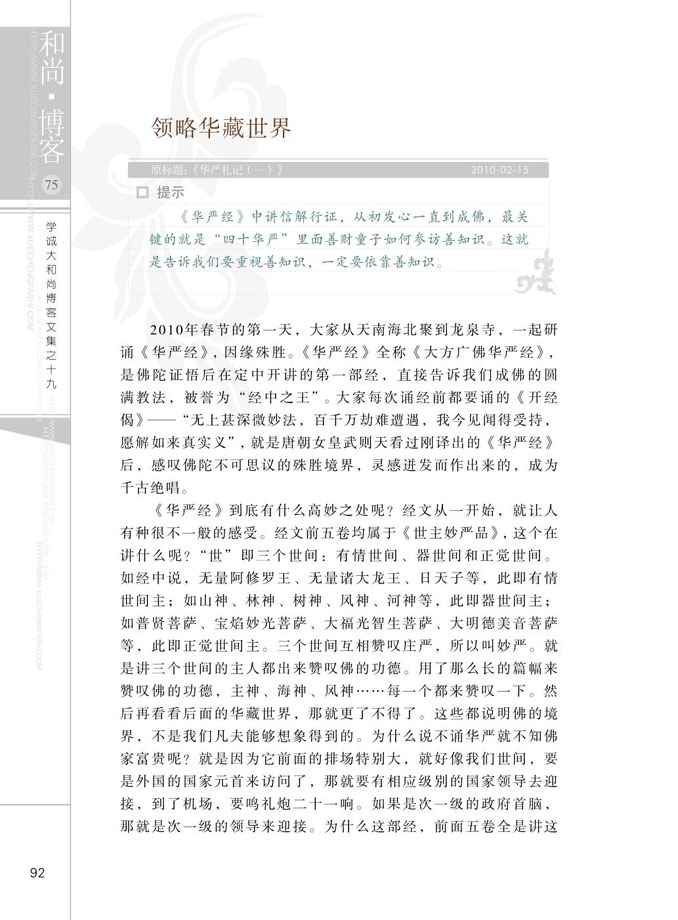 和尚·博客
75
学诚大和尚博客文集之十九
领略华藏世界
原标题:《华严札记(一)》 2010-02-15
提示
《华严经》中讲信解行证，从初发心一直到成佛，最关
键的就是“四十华严”里面善财童子如何参访善知识。这就
是告诉我们要重视善知识，一定要依靠善知识。
2010年春节的第一天，大家从天南海北聚到龙泉寺，一起研
诵《华严经》，因缘殊胜。《华严经》全称《大方广佛华严经》，
是佛陀证悟后在定中开讲的第一部经，直接告诉我们成佛的圆
满教法，被誉为“经中之王”。大家每次诵经前都要诵的《开经
偈》——“无上甚深微妙法，百千万劫难遭遇，我今见闻得受持，
愿解如来真实义”，就是唐朝女皇武则天看过刚译出的《华严经》
后，感叹佛陀不可思议的殊胜境界，灵感迸发而作出来的，成为
千古绝唱。
《华严经》到底有什么高妙之处呢？经文从一开始，就让人
有种很不一般的感受。经文前五卷均属于《世主妙严品》，这个在
讲什么呢？“世”即三个世间：有情世间、器世间和正觉世间。
如经中说，无量阿修罗王、无量诸大龙王、日天子等，此即有情
世间主；如山神、林神、树神、风神、河神等，此即器世间主；
如普贤菩萨、宝焰妙光菩萨、大福光智生菩萨、大明德美音菩萨
等，此即正觉世间主。三个世间互相赞叹庄严，所以叫妙严。就
是讲三个世间的主人都出来赞叹佛的功德。用了那么长的篇幅来
赞叹佛的功德，主神、海神、风神……每一个都来赞叹一下。然
后再看看后面的华藏世界，那就更了不得了。这些都说明佛的境
界，不是我们凡夫能够想象得到的。为什么说不诵华严就不知佛
家富贵呢？就是因为它前面的排场特别大，就好像我们世间，要
是外国的国家元首来访问了，那就要有相应级别的国家领导去迎
接，到了机场，要鸣礼炮二十一响。如果是次一级的政府首脑，
那就是次一级的领导来迎接。为什么这部经，前面五卷全是讲这
92